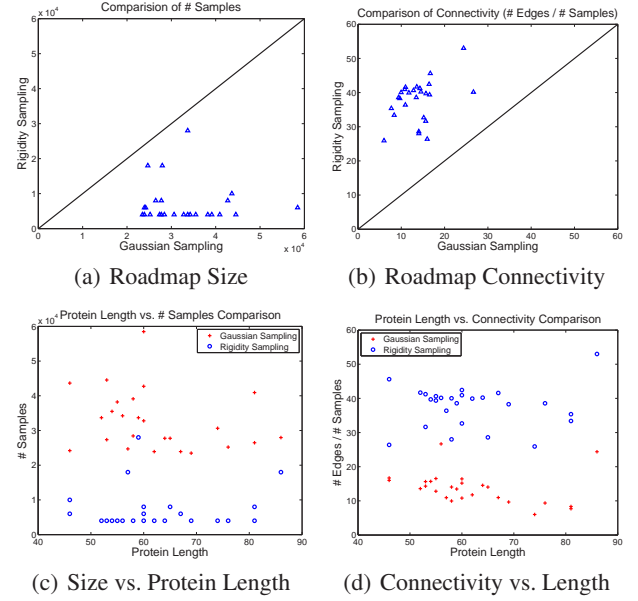 Comparision of # Samples
x 10^4
6
5
4
3
2
1
0
0 1 2 3 4 5 6
x 10^4
Rigidity Sampling
Gaussian Sampling
(a) Roadmap Size
Comparison of Connectivity (# Edges / # Samples)
60
50
40
30
20
10
0
0 10 20 30 40 50 60
Rigidity Sampling
Gaussian Sampling
(b) Roadmap Connectivity
Protein Length vs. # Samples Comparison
x 10^4
6
5
4
3
2
1
0
40 50 60 70 80 90
Gaussian Sampling
Rigidity Sampling
# Samples
Protein Length
(c) Size vs. Protein Length
Protein Length vs. Connectivity Comparison
60
50
40
30
20
10
0
40 50 60 70 80 90
Gaussian Sampling
Rigidity Sampling
# Edges / # Samples
Protein Length
(d) Connectivity vs. Length